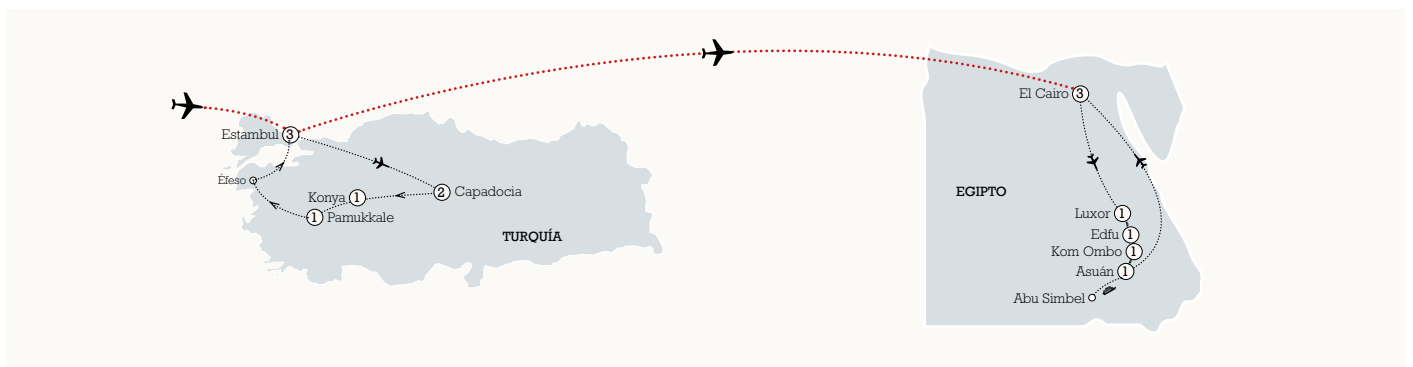 Estambul 3
Éfeso
Konya 1
1 Pamukkale
2 Capadocia
TURQUÍA
El Cairo 3
EGIPTO
Luxor 1
Edfu 1
Kom Ombo 1
Asuán 1
Abu Simbel